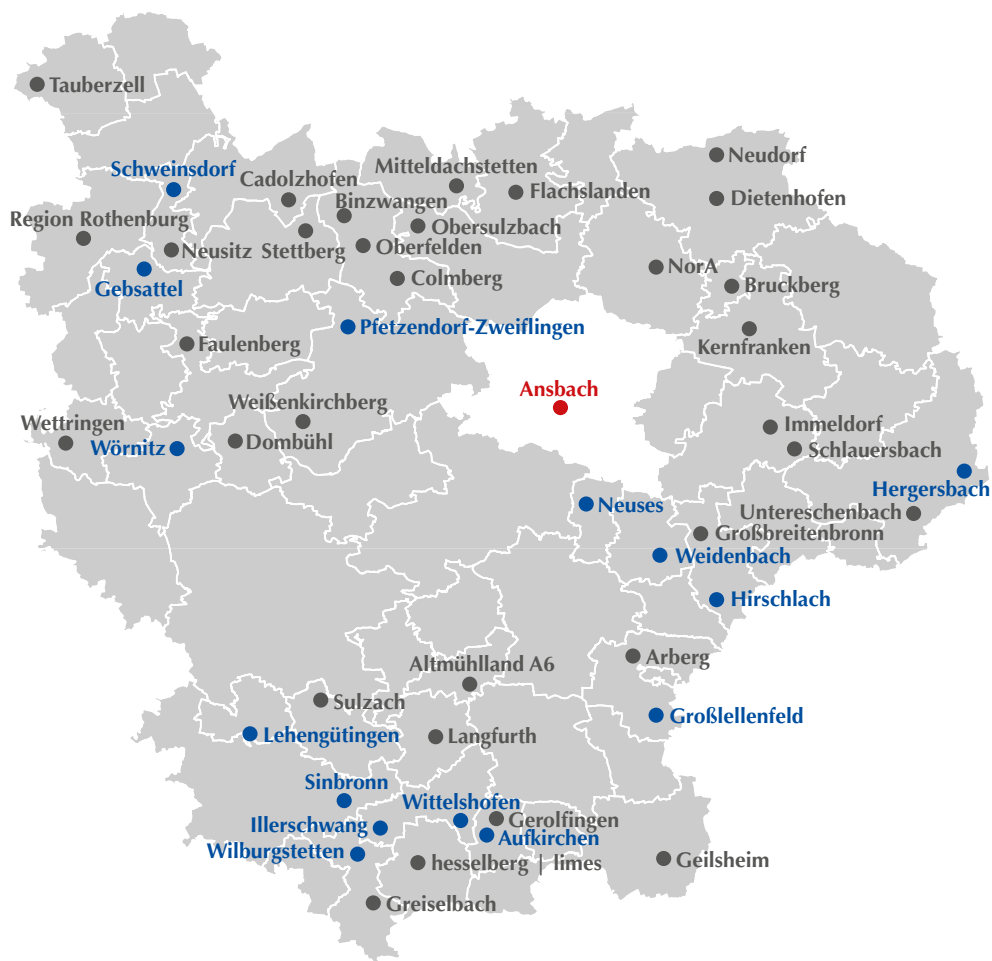 Tauberzell
Neudorf
Schweinsdorf
Mitteldachstetten
Cadolzhofen
Flachslanden
Dietenhofen
Binzwangen
Region Rothenburg
Obersulzbach
Neusitz
Stettberg
Oberfelden
NorA
Colmberg
Bruckberg
Gebsattel
Pfetzendorf-Zweiflingen
Faulenberg
Kernfranken
Ansbach
Weißenkirchberg
Wettringen
Immeldorf
Wörnitz
Dombühl
Schlauersbach
Hergersbach
Neuses
Untereschenbach
Großbreitenbronn
Weidenbach
Hirschlach
Altmühlland A6
Arberg
Sulzach
Großlellenfeld
Lehengütingen
Langfurth
Sinbronn
Wittelshofen
Gerolfingen
Illerschwang
Aufkirchen
Wilburgstetten
hesselberg | limes
Geilsheim
Greiselbach